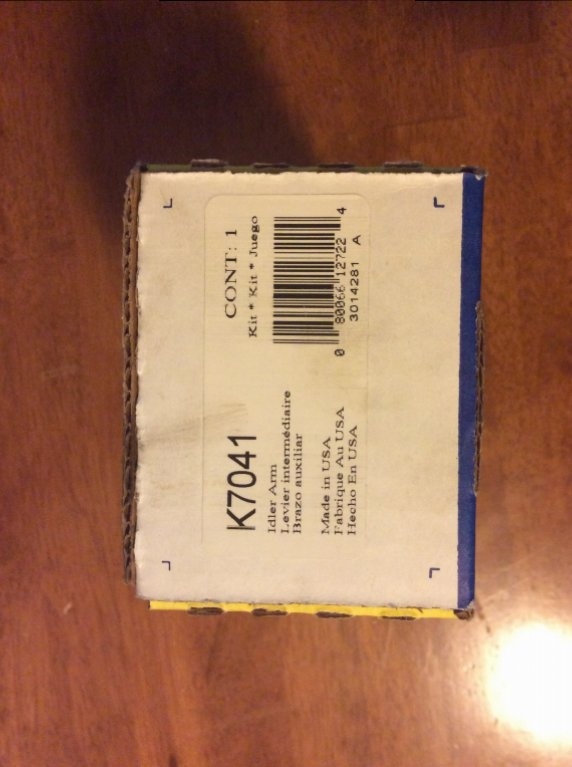 CONT: 1
Kit * Kit * Juego
0 80066 12722 4
3014281 A
K7041
Idler Arm
Levier intermédiaire
Brazo auxiliar
Made in USA
Fabrique Au USA
Hecho En USA